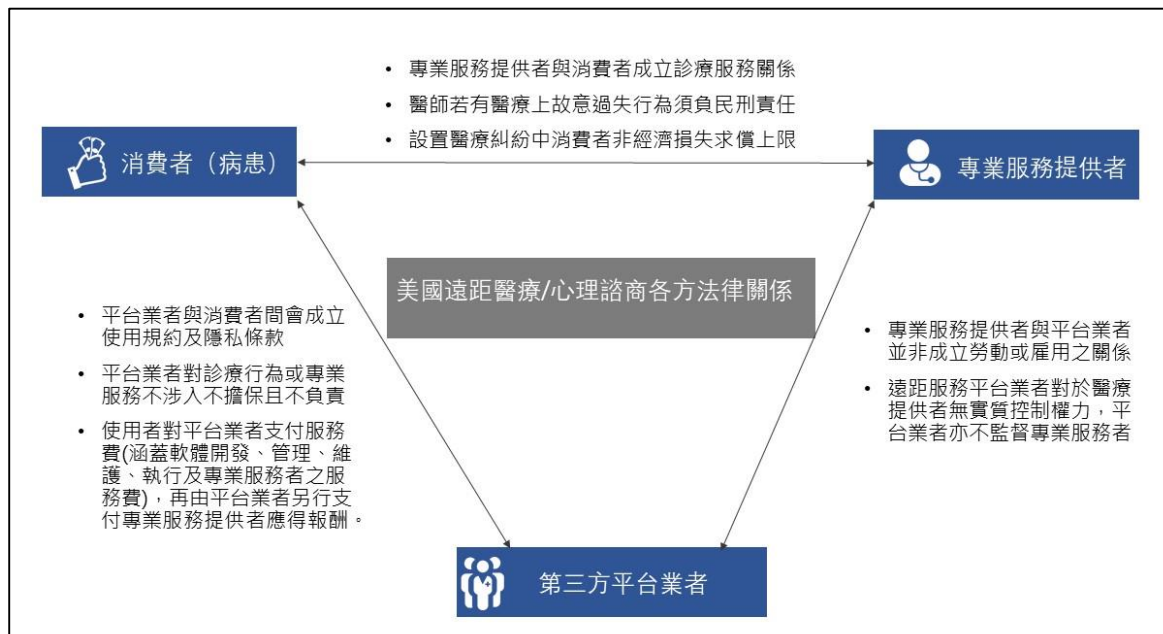 專業服務提供者與消費者成立診療服務關係
醫師若有醫療上故意過失行為須負民刑責任
設置醫療糾紛中消費者非經濟損失求償上限
消費者（病患）
專業服務提供者
美國遠距醫療/心理諮商各方法律關係
平台業者與消費者間會成立
使用規約及隱私條款
平台業者對診療行為或專業
服務不涉入不擔保且不負責
使用者對平台業者支付服務
費(涵蓋軟體開發、管理、維
護、執行及專業服務者之服
務費)，再由平台業者另行支
付專業服務提供者應得報酬。
專業服務提供者與平台業者
並非成立勞動或雇用之關係
遠距服務平台業者對於醫療
提供者無實質控制權力，平
台業者亦不監督專業服務者
第三方平台業者